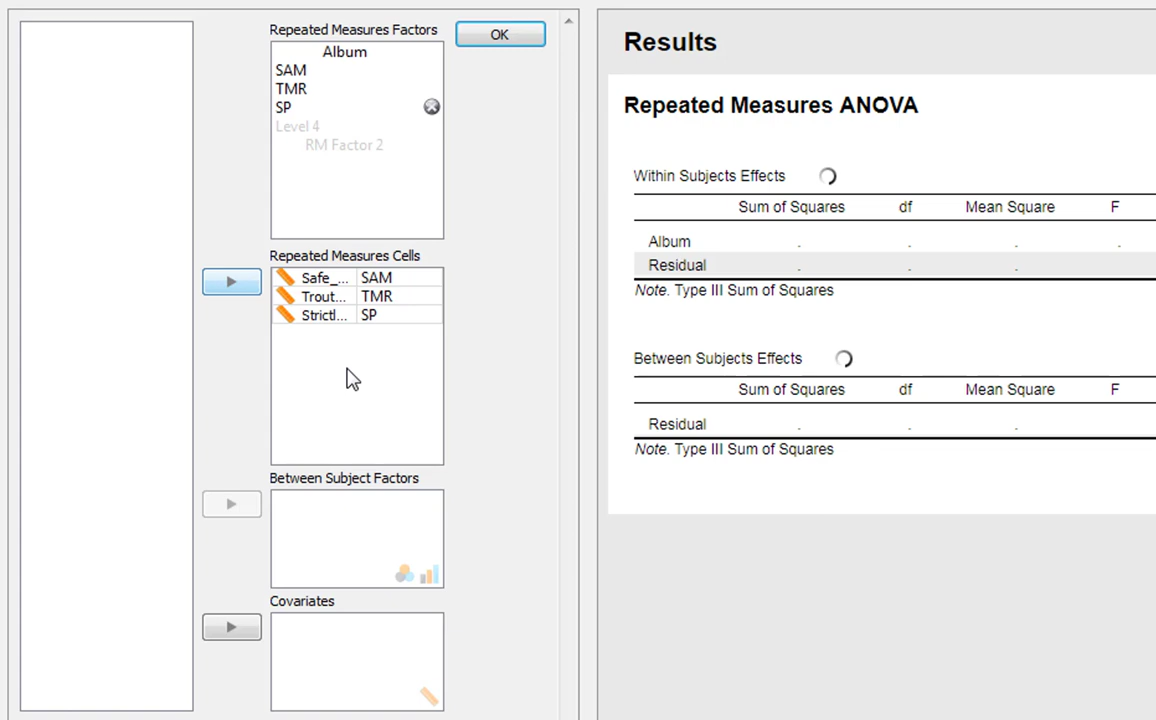 Repeated Measures Factors
OK
Album
SAM
TMR
SP
Level 4
RM Factor 2
Repeated Measures Cells
Safe_... SAM
Trout... TMR
Strictl... SP
Between Subject Factors
Covariates
Results
Repeated Measures ANOVA
Within Subjects Effects
Sum of Squares df Mean Square F
Album . . . .
Residual . . .
Note. Type III Sum of Squares
Between Subjects Effects
Sum of Squares df Mean Square F
Residual . . .
Note. Type III Sum of Squares